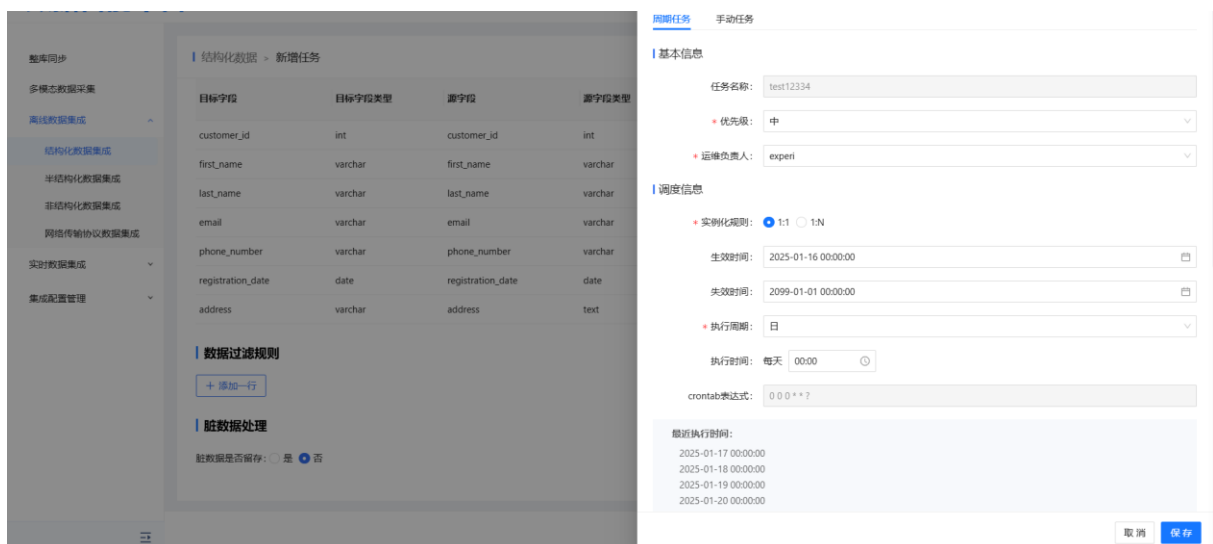 整库同步
多模态数据采集
离线数据集成
结构化数据集成
半结构化数据集成
非结构化数据集成
网络传输协议数据集成
实时数据集成
集成配置管理
结构化数据 > 新增任务
目标字段 目标字段类型 源字段 源字段类型
customer_id int customer_id int
first_name varchar first_name varchar
last_name varchar last_name varchar
email varchar email varchar
phone_number varchar phone_number varchar
registration_date date registration_date date
address varchar address text
数据过滤规则
+ 添加一行
脏数据处理
脏数据是否留存: 是 否
周期任务 手动任务
基本信息
任务名称: test12334
* 优先级: 中
* 运维负责人: experi
调度信息
* 实例化规则: 1:1 1:N
生效时间: 2025-01-16 00:00:00
失效时间: 2099-01-01 00:00:00
* 执行周期: 日
执行时间: 每天 00:00
crontab表达式: 0 0 0 * * ?
最近执行时间:
2025-01-17 00:00:00
2025-01-18 00:00:00
2025-01-19 00:00:00
2025-01-20 00:00:00
取消 保存